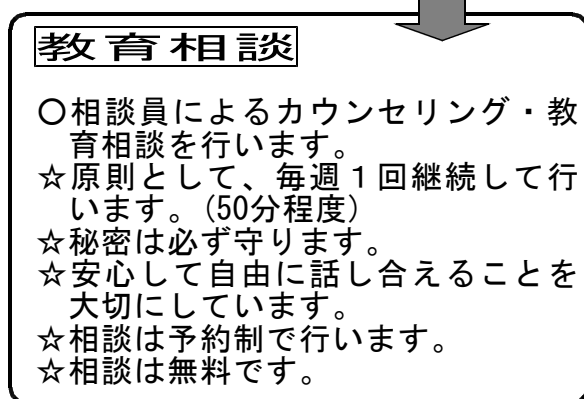 教育相談
○相談員によるカウンセリング・教
育相談を行います。
☆原則として、毎週１回継続して行
います。(50分程度)
☆秘密は必ず守ります。
☆安心して自由に話し合えることを
大切にしています。
☆相談は予約制で行います。
☆相談は無料です。